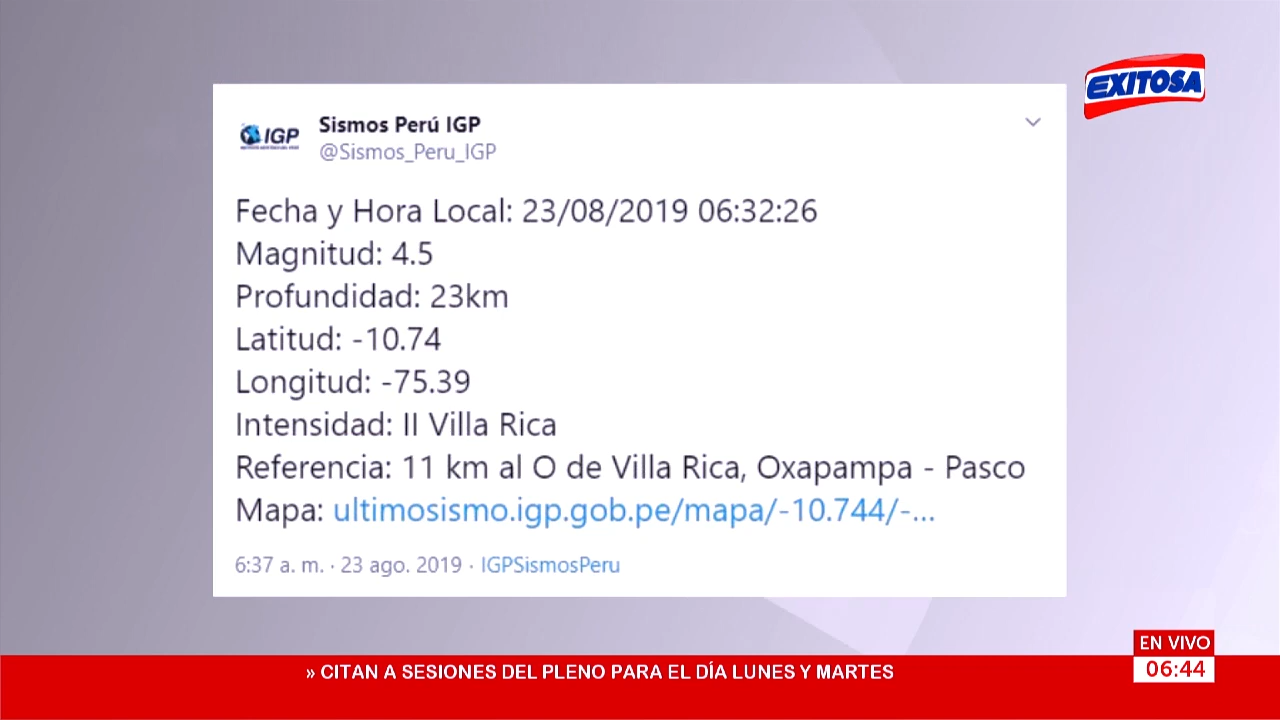 EXITOSA
IGP
Sismos Perú IGP
@Sismos_Peru_IGP
Fecha y Hora Local: 23/08/2019 06:32:26
Magnitud: 4.5
Profundidad: 23km
Latitud: -10.74
Longitud: -75.39
Intensidad: II Villa Rica
Referencia: 11 km al O de Villa Rica, Oxapampa - Pasco
Mapa: ultimosismo.igp.gob.pe/mapa/-10.744/-...
6:37 a. m. · 23 ago. 2019 · IGPSismosPeru
EN VIVO
06:44
» CITAN A SESIONES DEL PLENO PARA EL DÍA LUNES Y MARTES